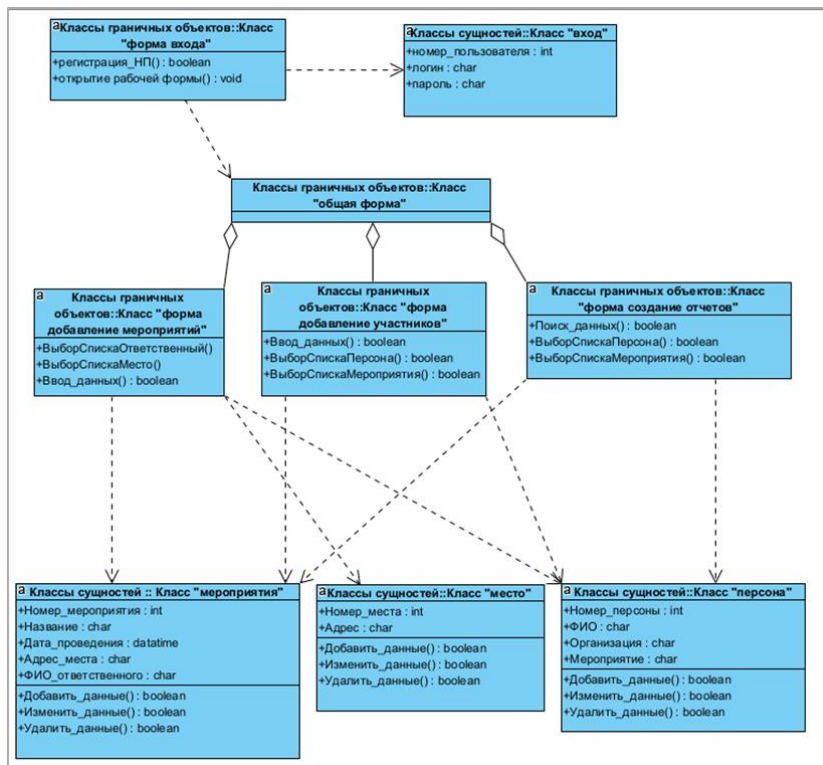 a Классы граничных объектов::Класс
"форма входа"
+регистрация_НП() : boolean
+открытие рабочей формы() : void
a Классы сущностей::Класс "вход"
+номер_пользователя : int
+логин : char
+пароль : char
Классы граничных объектов::Класс
"общая форма"
a Классы граничных
объектов::Класс "форма
добавление мероприятий"
+ВыборСпискаОтветственный()
+ВыборСпискаМесто()
+Ввод_данных() : boolean
a Классы граничных
объектов::Класс "форма
добавление участников"
+Ввод_данных() : boolean
+ВыборСпискаПерсона() : boolean
+ВыборСпискаМероприятия() : boolean
a Классы граничных объектов::Класс
"форма создание отчетов"
+Поиск_данных() : boolean
+ВыборСпискаПерсона() : boolean
+ВыборСпискаМероприятия() : boolean
a Классы сущностей :: Класс "мероприятия"
+Номер_мероприятия : int
+Название : char
+Дата_проведения : datatime
+Адрес_места : char
+ФИО_ответственного : char
+Добавить_данные() : boolean
+Изменить_данные() : boolean
+Удалить_данные() : boolean
a Классы сущностей::Класс "место"
+Номер_места : int
+Адрес : char
+Добавить_данные() : boolean
+Изменить_данные() : boolean
+Удалить_данные() : boolean
a Классы сущностей::Класс "персона"
+Номер_персоны : int
+ФИО : char
+Организация : char
+Мероприятие : char
+Добавить_данные() : boolean
+Изменить_данные() : boolean
+Удалить_данные() : boolean